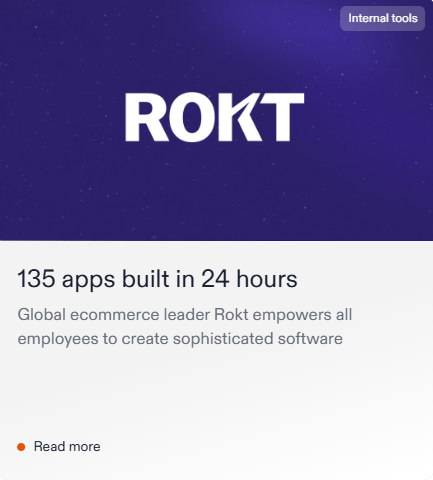 Internal tools
ROKT
135 apps built in 24 hours
Global ecommerce leader Rokt empowers all
employees to create sophisticated software
Read more